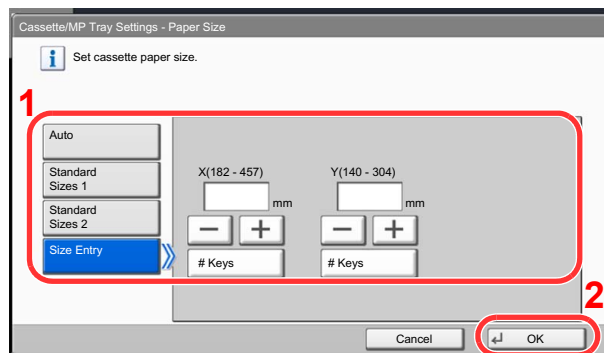 Cassette/MP Tray Settings - Paper Size
Set cassette paper size.
1
Auto
Standard
Sizes 1
Standard
Sizes 2
Size Entry
X(182 - 457)
mm
# Keys
Y(140 - 304)
mm
# Keys
2
Cancel
OK